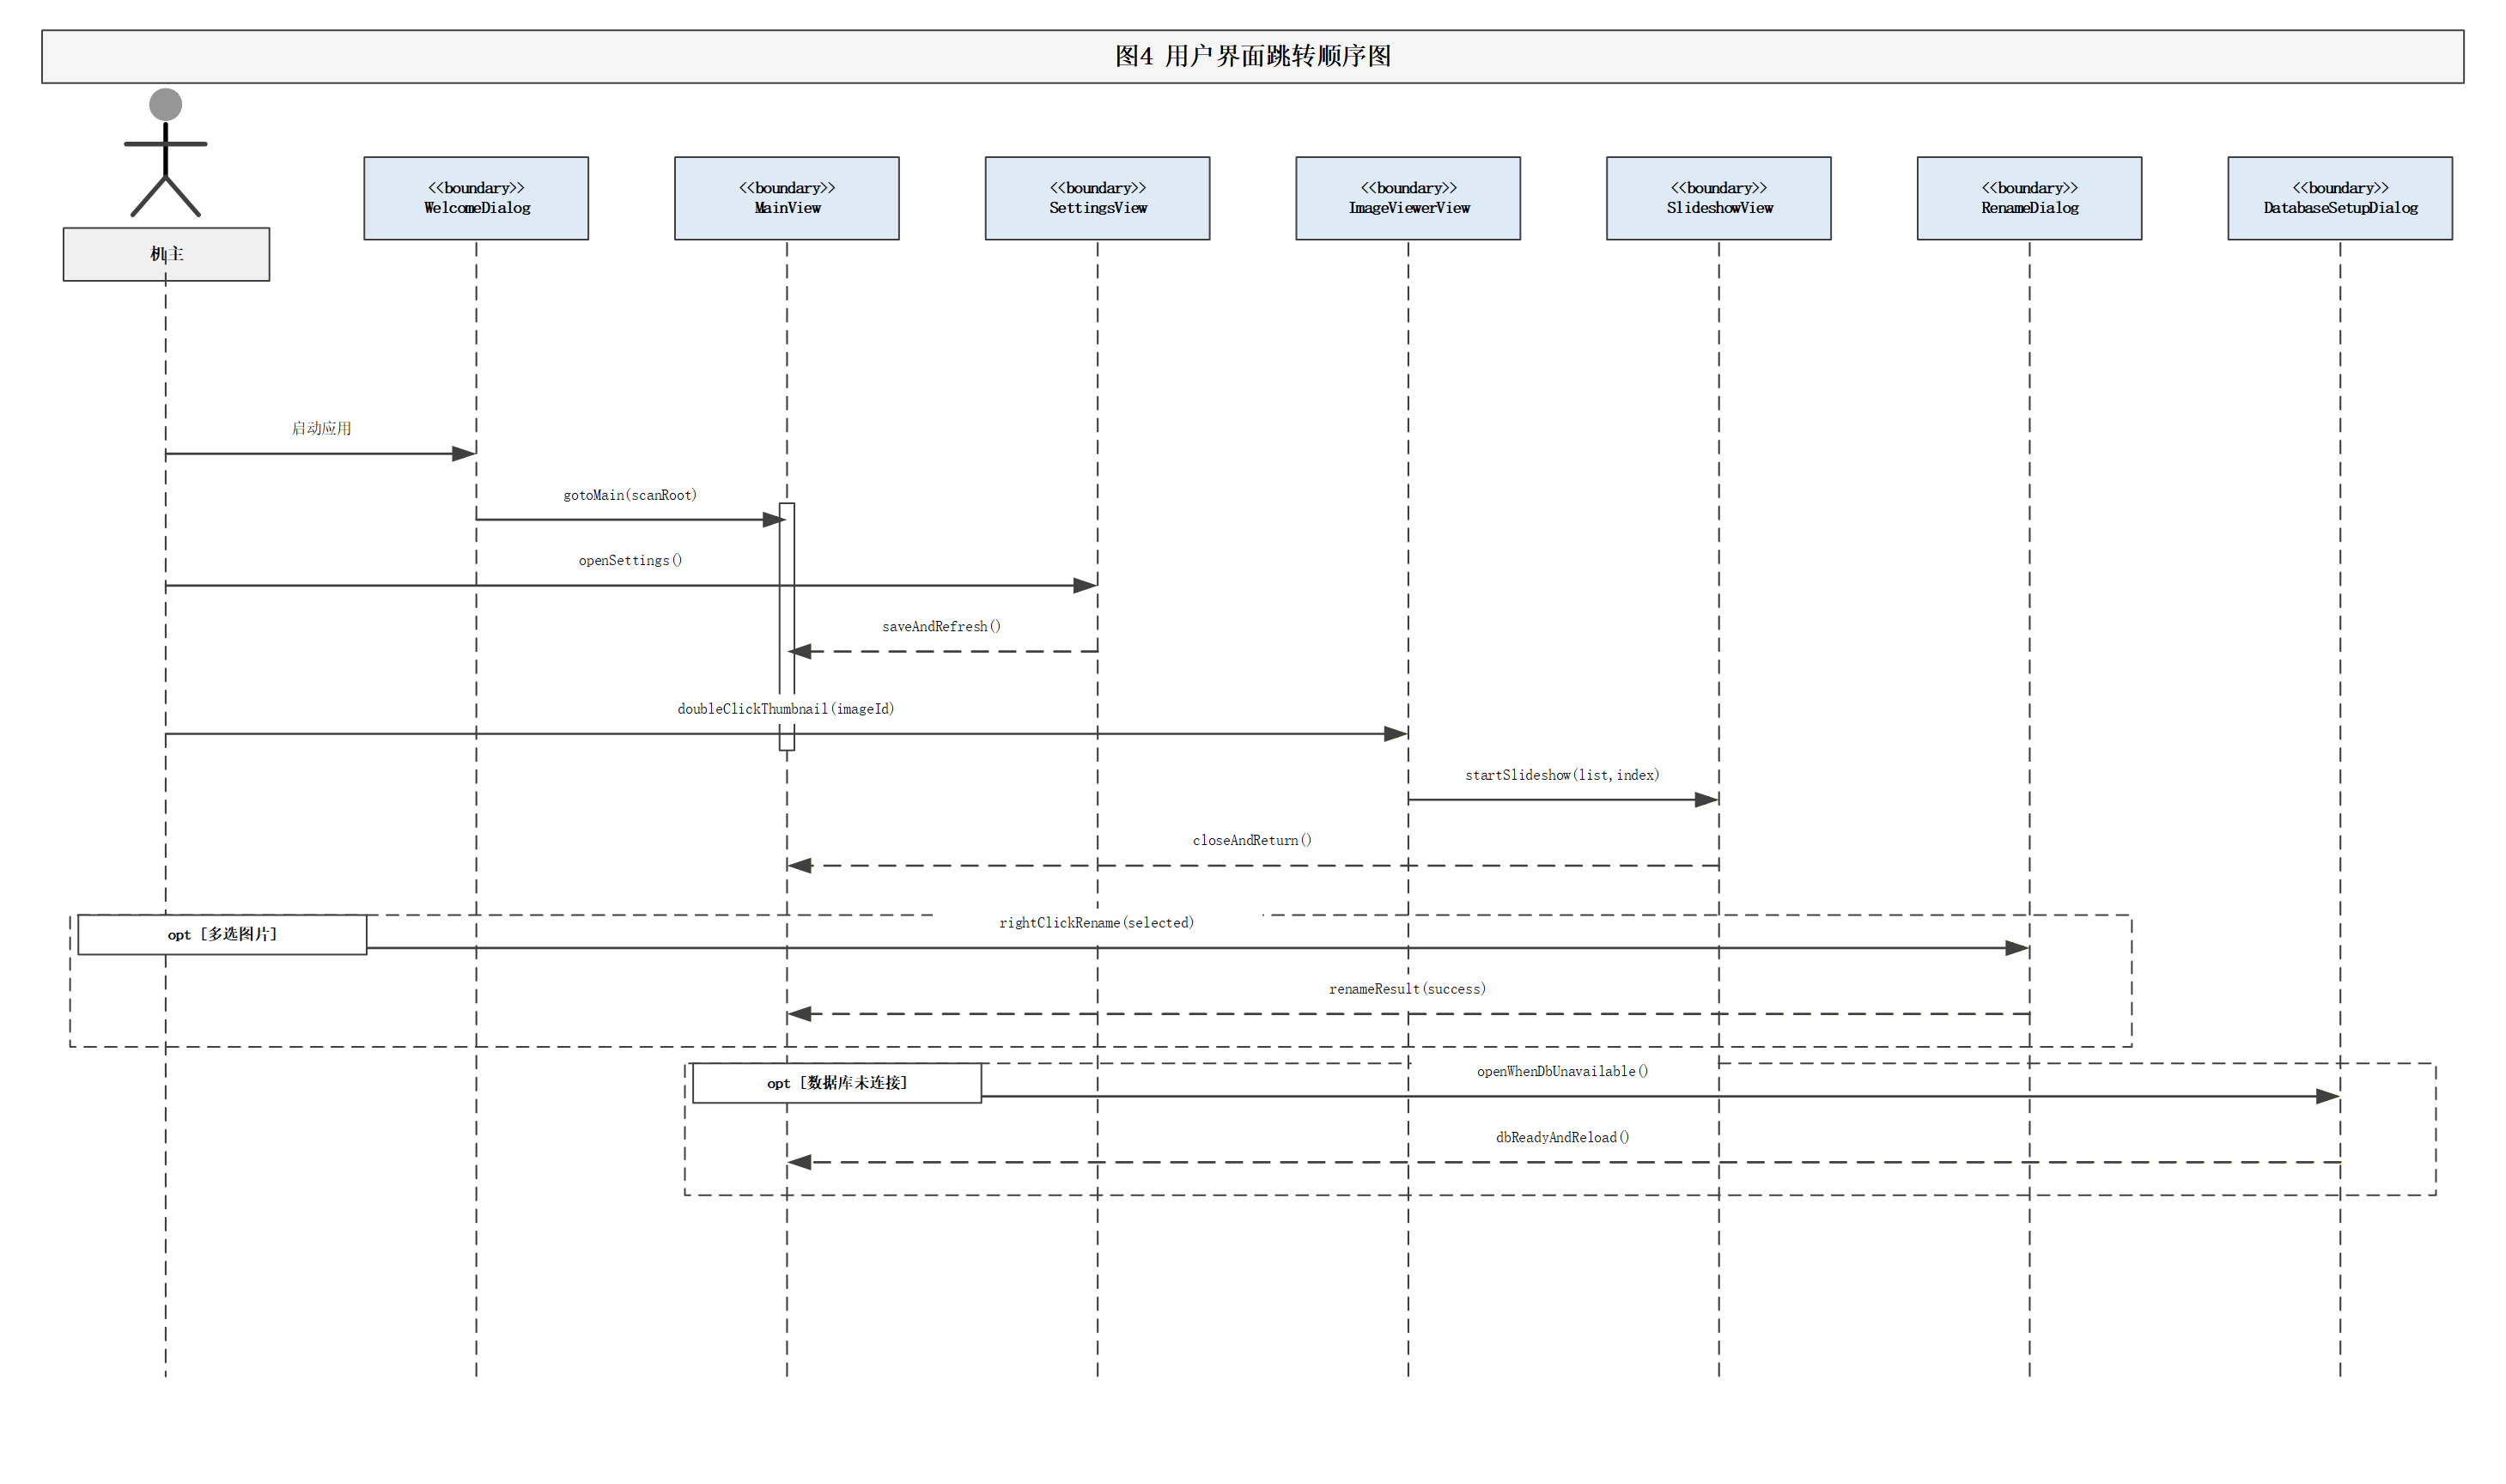 图4 用户界面跳转顺序图
机主
<<boundary>>
WelcomeDialog
<<boundary>>
MainView
<<boundary>>
SettingsView
<<boundary>>
ImageViewerView
<<boundary>>
SlideshowView
<<boundary>>
RenameDialog
<<boundary>>
DatabaseSetupDialog
启动应用
gotoMain(scanRoot)
openSettings()
saveAndRefresh()
doubleClickThumbnail(imageId)
startSlideshow(list,index)
closeAndReturn()
opt [多选图片]
rightClickRename(selected)
renameResult(success)
opt [数据库未连接]
openWhenDbUnavailable()
dbReadyAndReload()